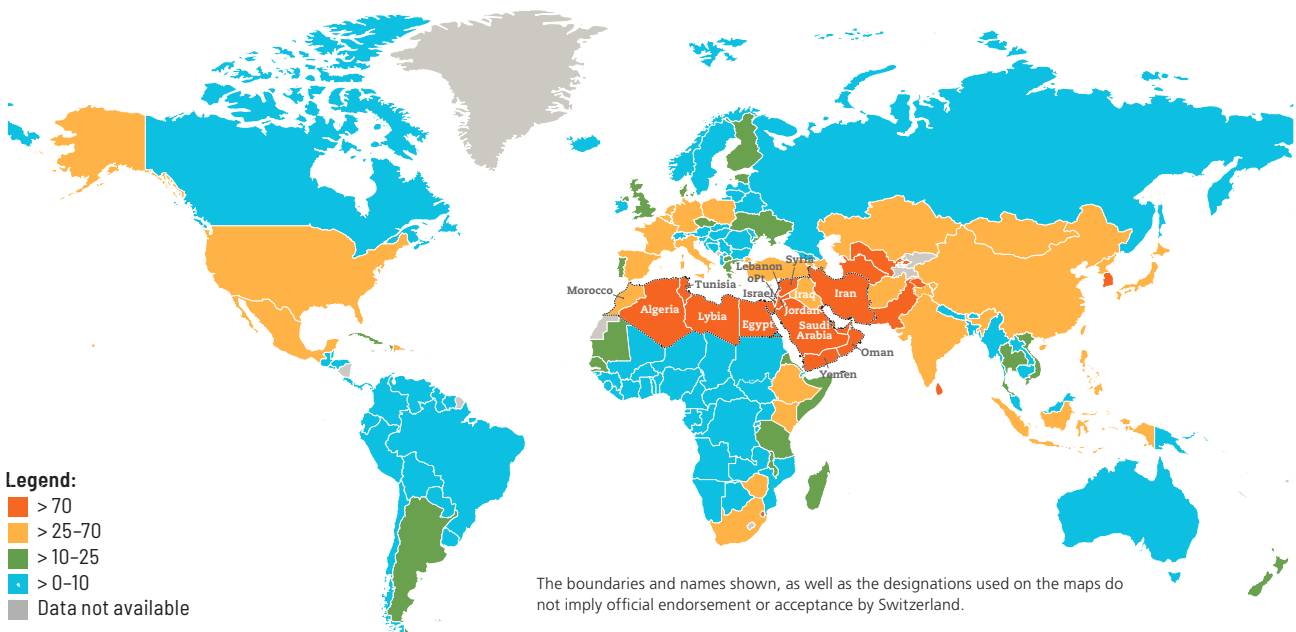 Syria
Lebanon
oPt
Morocco
Tunisia
Israel
Iraq
Iran
Algeria
Lybia
Egypt
Jordan
Saudi
Arabia
Oman
Yemen
Legend:
> 70
> 25–70
> 10–25
> 0–10
Data not available
The boundaries and names shown, as well as the designations used on the maps do
not imply official endorsement or acceptance by Switzerland.